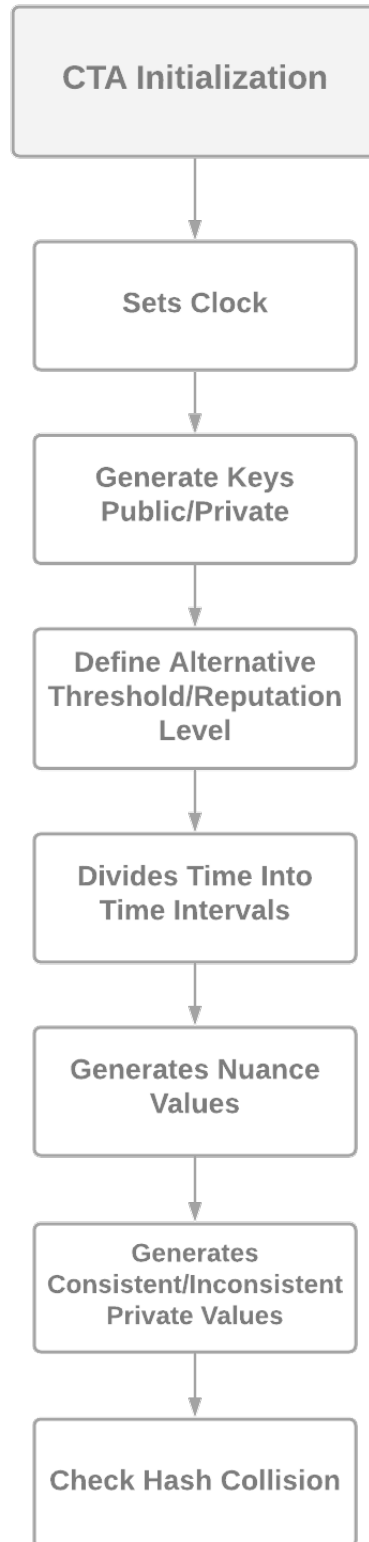 CTA Initialization
Sets Clock
Generate Keys
Public/Private
Define Alternative
Threshold/Reputation
Level
Divides Time Into
Time Intervals
Generates Nuance
Values
Generates
Consistent/Inconsistent
Private Values
Check Hash Collision